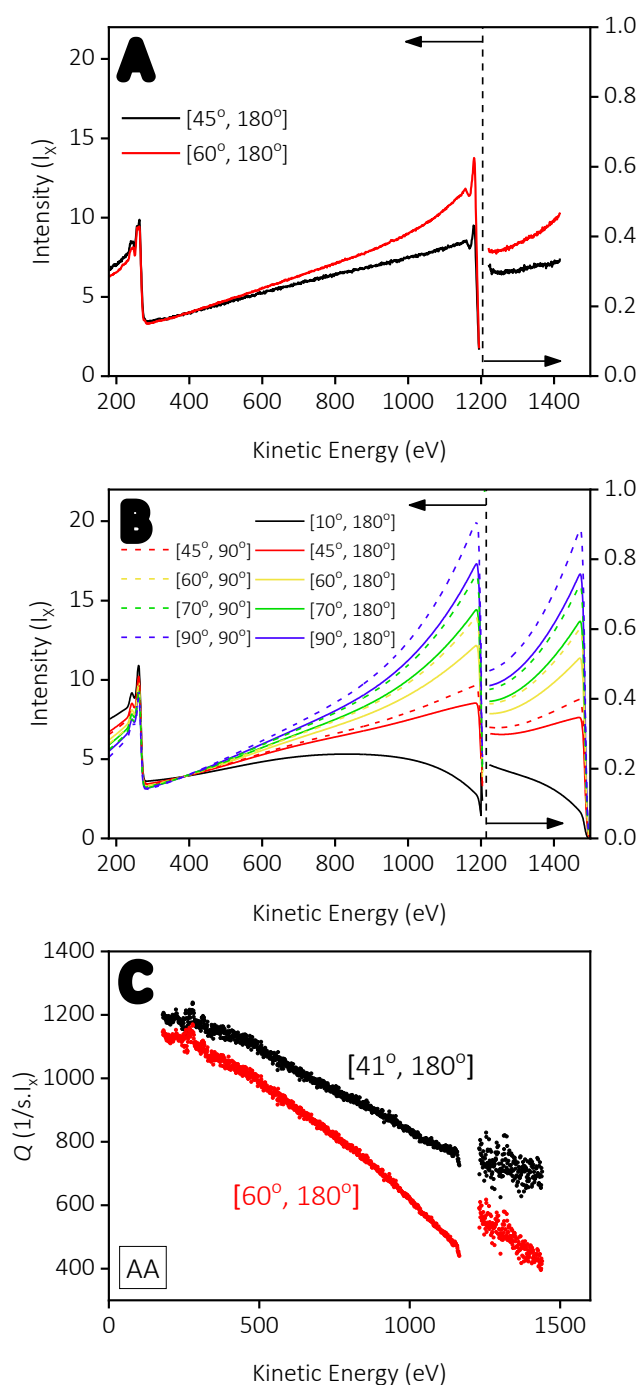 A
[45°, 180°]
[60°, 180°]
Intensity (Iₓ)
0
5
10
15
20
0.0
0.2
0.4
0.6
0.8
1.0
200 400 600 800 1000 1200 1400
Kinetic Energy (eV)
B
[10°, 180°]
[45°, 90°] [45°, 180°]
[60°, 90°] [60°, 180°]
[70°, 90°] [70°, 180°]
[90°, 90°] [90°, 180°]
Intensity (Iₓ)
0
5
10
15
20
0.0
0.2
0.4
0.6
0.8
1.0
200 400 600 800 1000 1200 1400
Kinetic Energy (eV)
C
1400
1200
1000
800
600
400
Q (1/s.Iₓ)
[41°, 180°]
[60°, 180°]
AA
0 500 1000 1500
Kinetic Energy (eV)